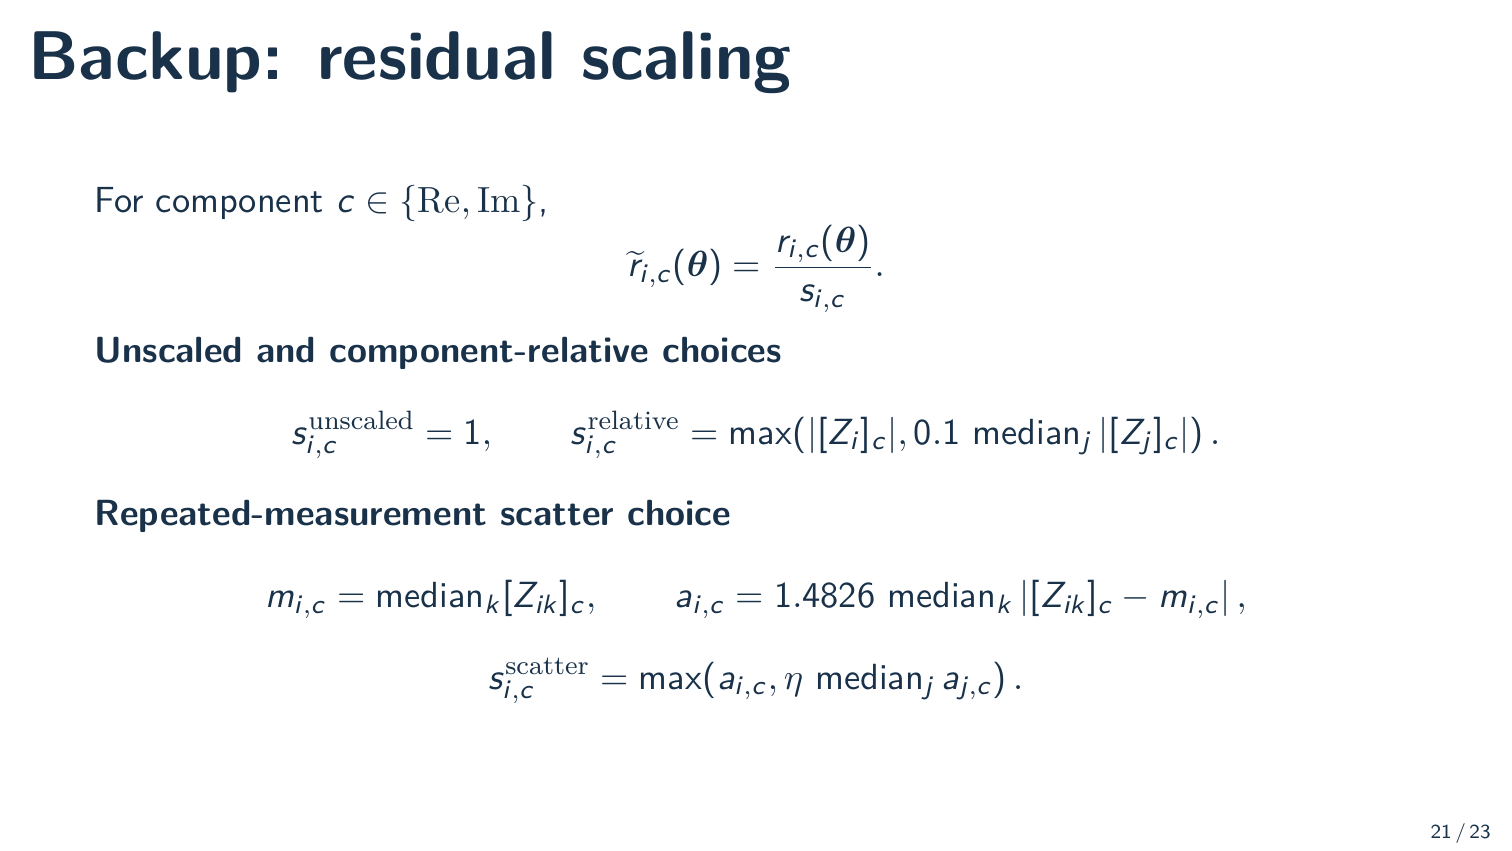 Backup: residual scaling
For component c ∈ {Re, Im},
r̃_{i,c}(θ) = r_{i,c}(θ) / s_{i,c}.
Unscaled and component-relative choices
s_{i,c}^{unscaled} = 1, s_{i,c}^{relative} = max(|[Z_i]_c|, 0.1 median_j |[Z_j]_c|) .
Repeated-measurement scatter choice
m_{i,c} = median_k [Z_{ik}]_c, a_{i,c} = 1.4826 median_k |[Z_{ik}]_c − m_{i,c}| ,
s_{i,c}^{scatter} = max(a_{i,c}, η median_j a_{j,c}) .
21 / 23